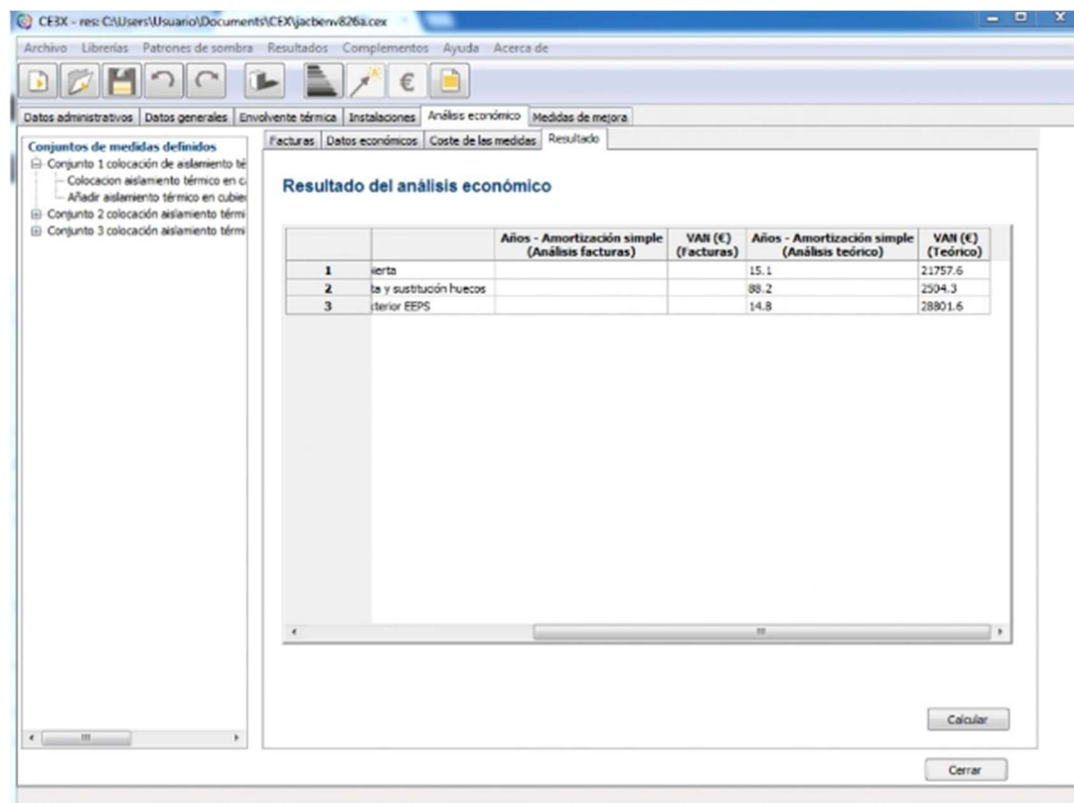 CE3X - res: C:\Users\Usuario\Documents\CEX\jacbenv826a.cex
Archivo Librerías Patrones de sombra Resultados Complementos Ayuda Acerca de
€
Datos administrativos Datos generales Envolvente térmica Instalaciones Análisis económico Medidas de mejora
Facturas Datos económicos Coste de las medidas Resultado
Conjuntos de medidas definidos
Conjunto 1 colocación de aislamiento té
Colocacion aislamiento térmico en c
Añadir aislamiento térmico en cubier
Conjunto 2 colocación aislamiento térmi
Conjunto 3 colocación aislamiento térmi
Resultado del análisis económico
Años - Amortización simple (Análisis facturas) VAN (€) (Facturas) Años - Amortización simple (Análisis teórico) VAN (€) (Teórico)
1 ierta 15.1 21757.6
2 ta y sustitución huecos 88.2 2504.3
3 xterior EEPS 14.8 28801.6
Calcular
Cerrar